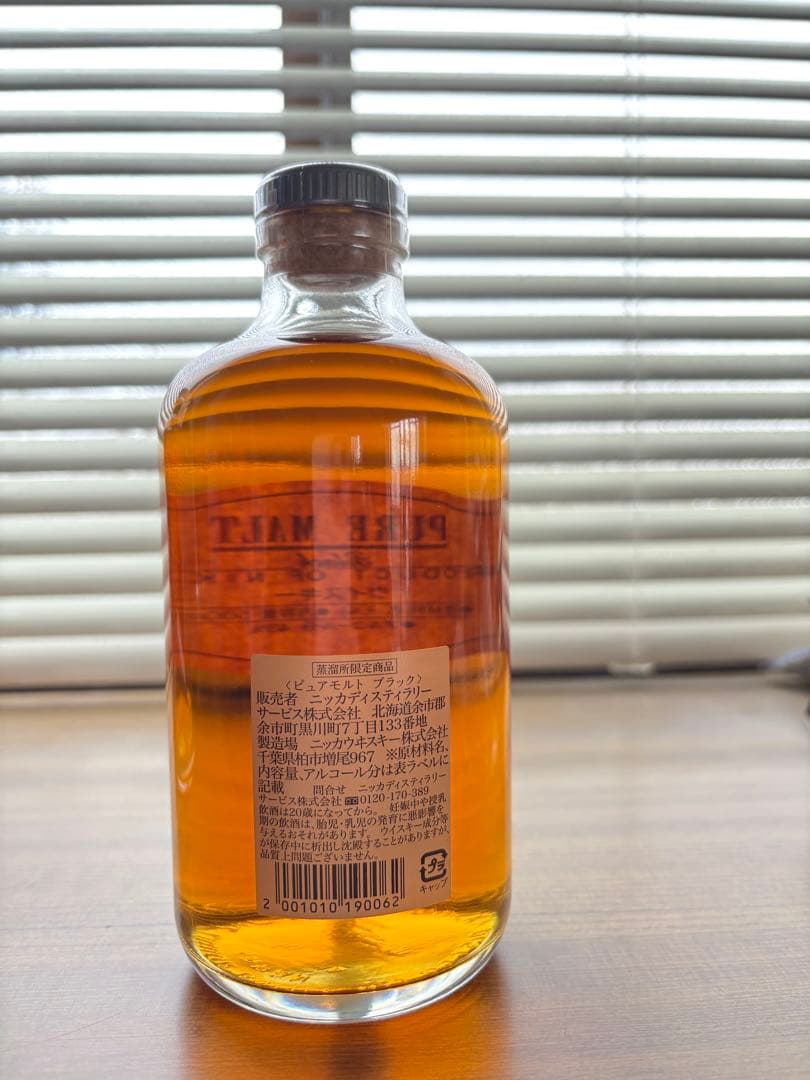 PURE MALT
ウイスキー
蒸溜所限定商品
〈ピュアモルト ブラック〉
販売者 ニッカディスティラリー
サービス株式会社 北海道余市郡
余市町黒川町7丁目133番地
製造場 ニッカウヰスキー株式会社
千葉県柏市増尾967 ※原材料名、
内容量、アルコール分は表ラベルに
記載 問合せ ニッカディスティラリー
サービス株式会社 0120-170-389
飲酒は20歳になってから。 妊娠中や授乳
期の飲酒は、胎児・乳児の発育に悪影響を
与えるおそれがあります。 ウイスキー成分等
が保存中に析出し沈殿することがありますが、
品質上問題ございません。
プラ
キャップ
2 001010 190062